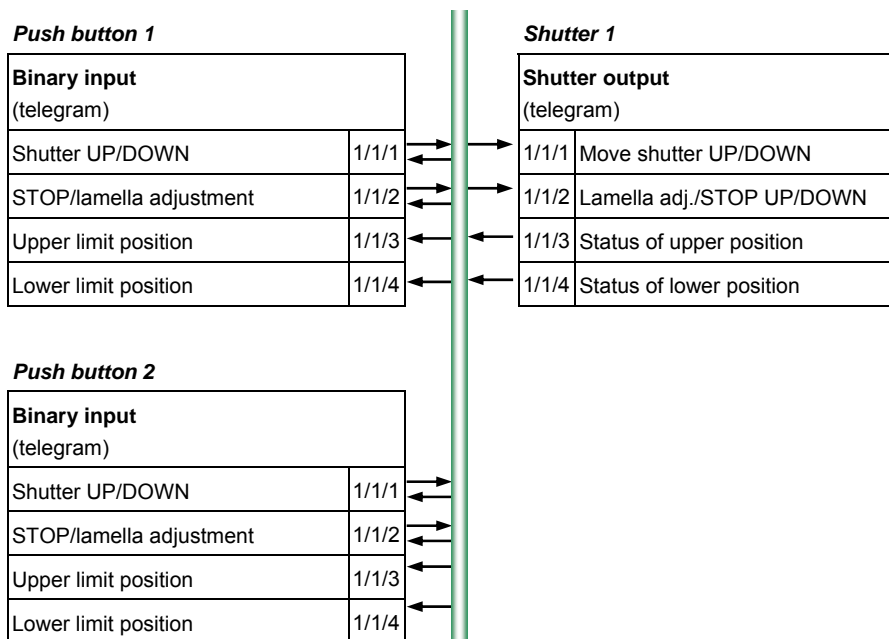 Push button 1
Binary input
(telegram)
Shutter UP/DOWN 1/1/1
STOP/lamella adjustment 1/1/2
Upper limit position 1/1/3
Lower limit position 1/1/4
Shutter 1
Shutter output
(telegram)
1/1/1 Move shutter UP/DOWN
1/1/2 Lamella adj./STOP UP/DOWN
1/1/3 Status of upper position
1/1/4 Status of lower position
Push button 2
Binary input
(telegram)
Shutter UP/DOWN 1/1/1
STOP/lamella adjustment 1/1/2
Upper limit position 1/1/3
Lower limit position 1/1/4